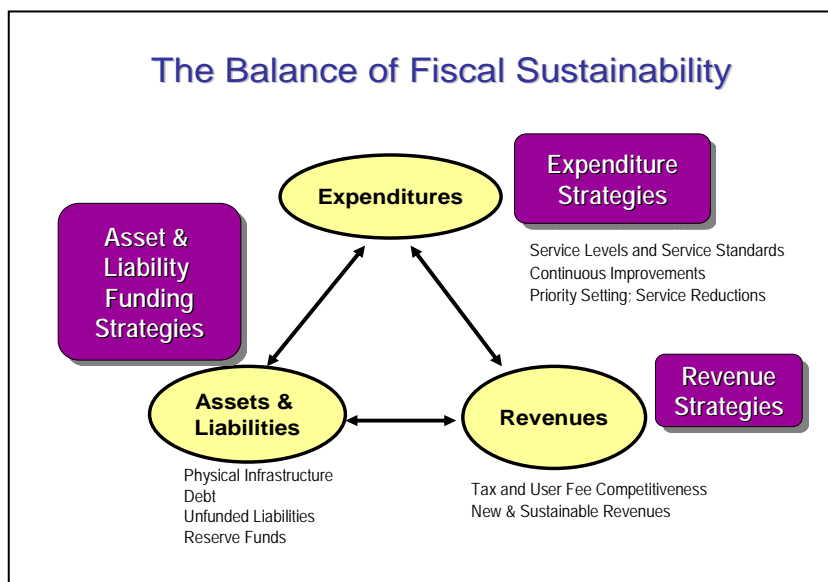 The Balance of Fiscal Sustainability
Expenditures
Expenditure
Strategies
Service Levels and Service Standards
Continuous Improvements
Priority Setting; Service Reductions
Asset &
Liability
Funding
Strategies
Assets &
Liabilities
Physical Infrastructure
Debt
Unfunded Liabilities
Reserve Funds
Revenues
Revenue
Strategies
Tax and User Fee Competitiveness
New & Sustainable Revenues